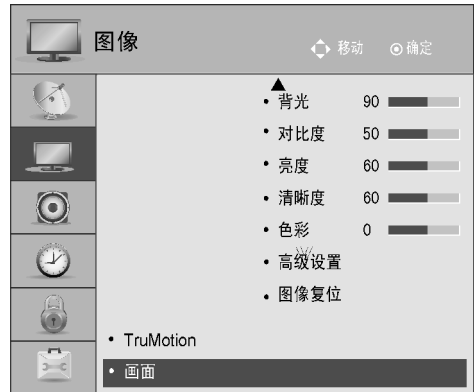 图像
移动 确定
背光 90
对比度 50
亮度 60
清晰度 60
色彩 0
高级设置
图像复位
TruMotion
画面